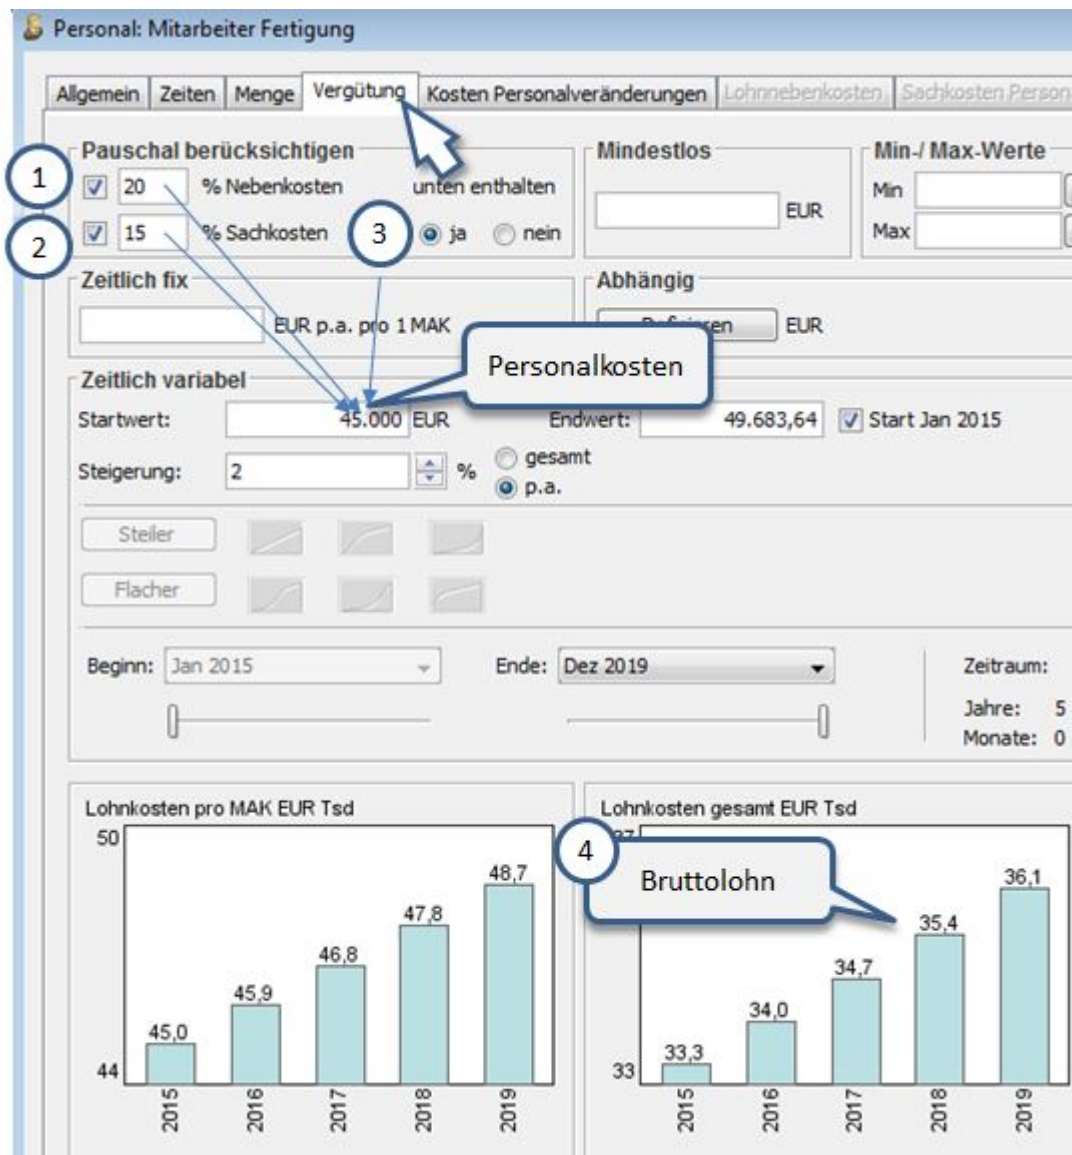 Personal: Mitarbeiter Fertigung
Allgemein Zeiten Menge Vergütung Kosten Personalveränderungen Lohnnebenkosten Sachkosten Person
Pauschal berücksichtigen Mindestlos Min-/ Max-Werte
1 20 % Nebenkosten unten enthalten EUR Min
2 15 % Sachkosten 3 ja nein Max
Zeitlich fix Abhängig
EUR p.a. pro 1 MAK EUR
Personalkosten
Zeitlich variabel
Startwert: 45.000 EUR Endwert: 49.683,64 Start Jan 2015
Steigerung: 2 % gesamt
p.a.
Steiler
Flacher
Beginn: Jan 2015 Ende: Dez 2019 Zeitraum:
Jahre: 5
Monate: 0
Lohnkosten pro MAK EUR Tsd
50
48,7
47,8
46,8
45,9
45,0
44
2015 2016 2017 2018 2019
Lohnkosten gesamt EUR Tsd
4
Bruttolohn
36,1
35,4
34,7
34,0
33,3
33
2015 2016 2017 2018 2019